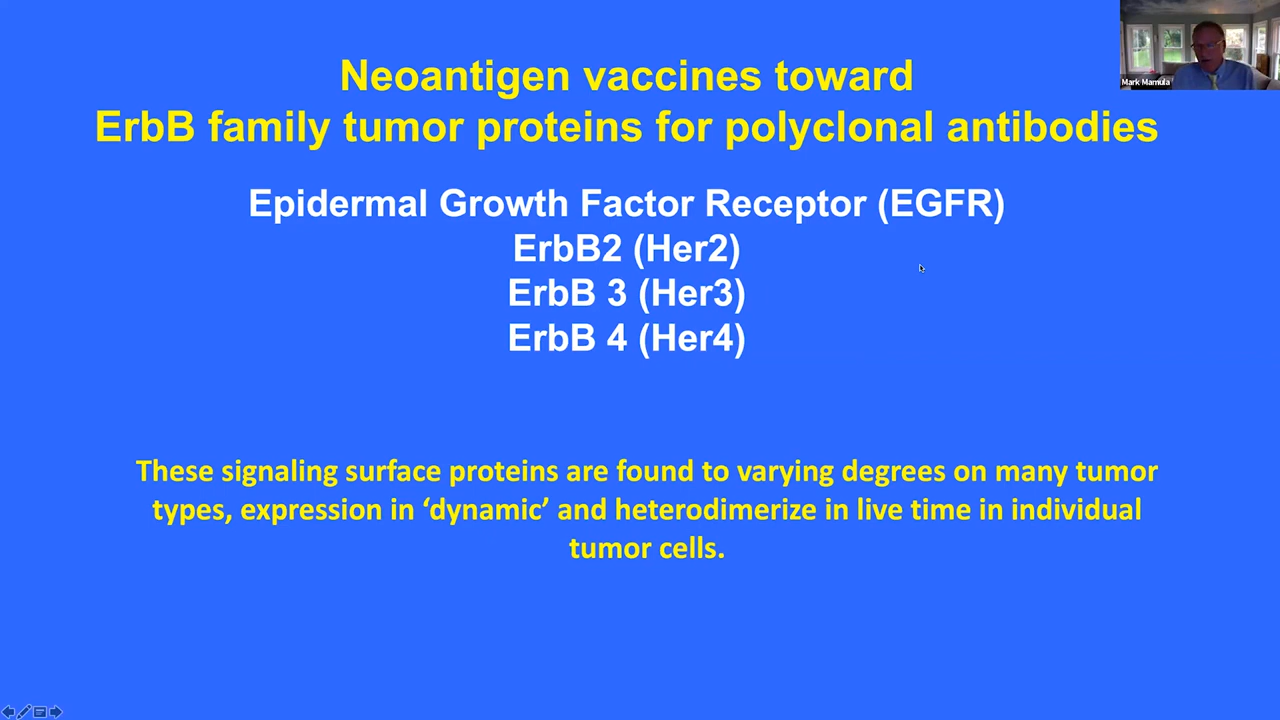 Neoantigen vaccines toward
ErbB family tumor proteins for polyclonal antibodies
Epidermal Growth Factor Receptor (EGFR)
ErbB2 (Her2)
ErbB 3 (Her3)
ErbB 4 (Her4)
These signaling surface proteins are found to varying degrees on many tumor
types, expression in ‘dynamic’ and heterodimerize in live time in individual
tumor cells.
Mark Mamula